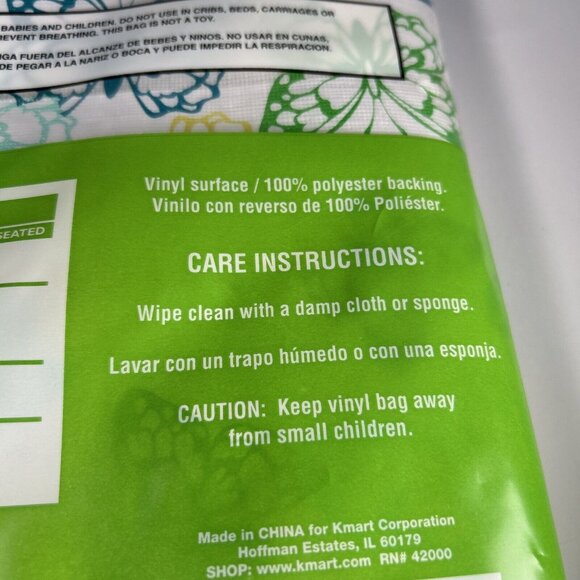 BABIES AND CHILDREN. DO NOT USE IN CRIBS, BEDS, CARRIAGES OR
EVENT BREATHING. THIS BAG IS NOT A TOY.
GA FUERA DEL ALCANZE DE BEBES Y NINOS. NO USAR EN CUNAS,
DE PEGAR A LA NARIZ O BOCA Y PUEDE IMPEDIR LA RESPIRACION.
SEATED
Vinyl surface / 100% polyester backing.
Vinilo con reverso de 100% Poliéster.
CARE INSTRUCTIONS:
Wipe clean with a damp cloth or sponge.
Lavar con un trapo húmedo o con una esponja.
CAUTION: Keep vinyl bag away
from small children.
Made in CHINA for Kmart Corporation
Hoffman Estates, IL 60179
SHOP: www.kmart.com RN# 42000